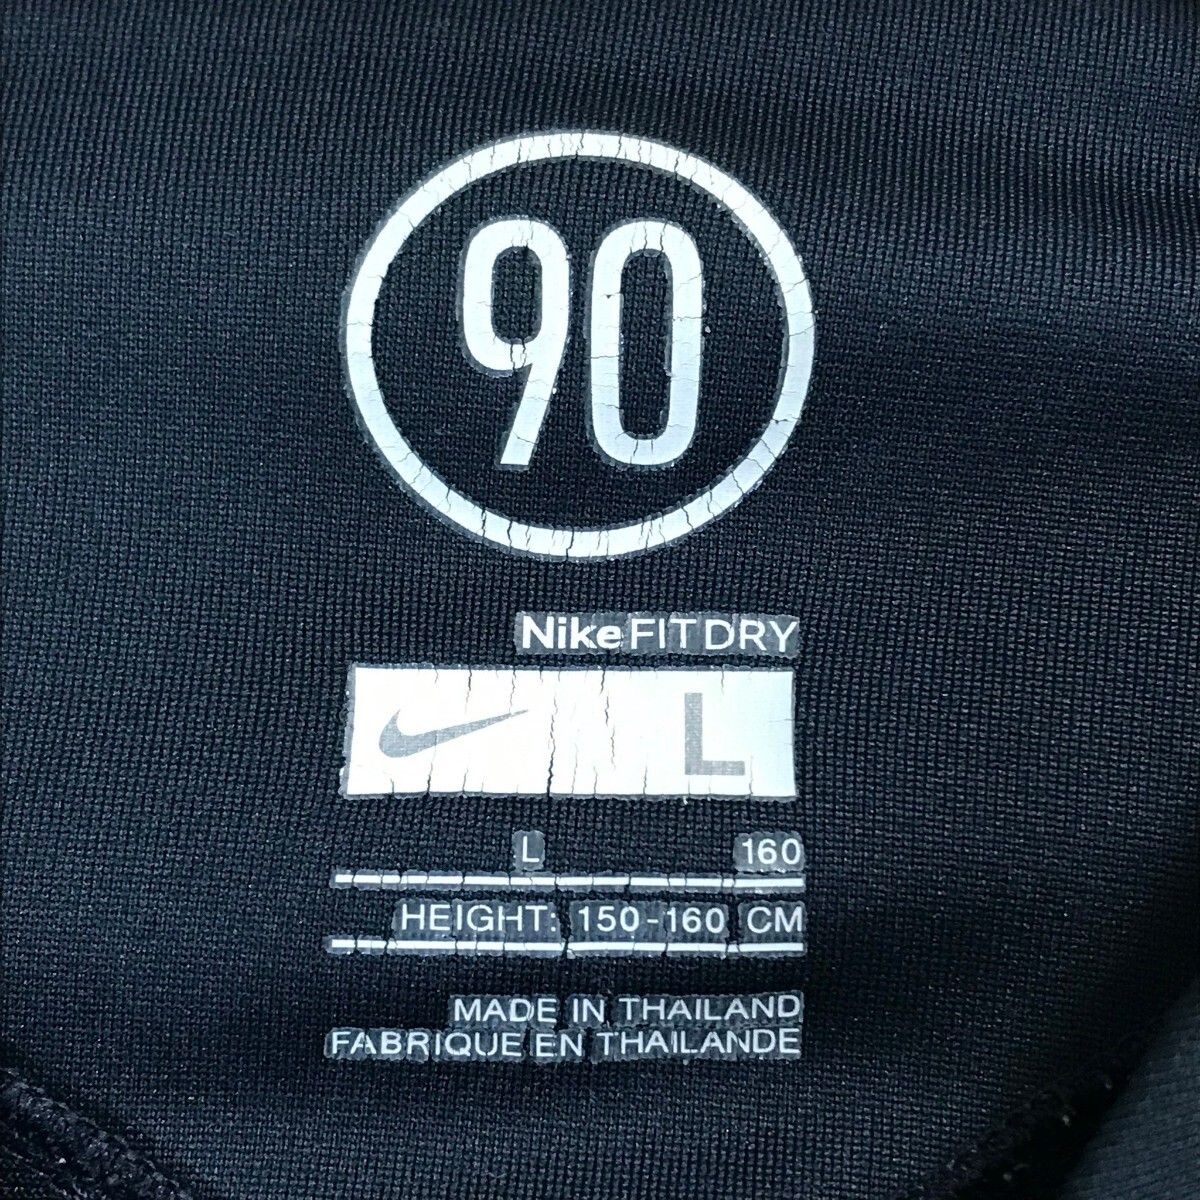 90
Nike FIT DRY
L
L 160
HEIGHT: 150-160 CM
MADE IN THAILAND
FABRIQUE EN THAILANDE